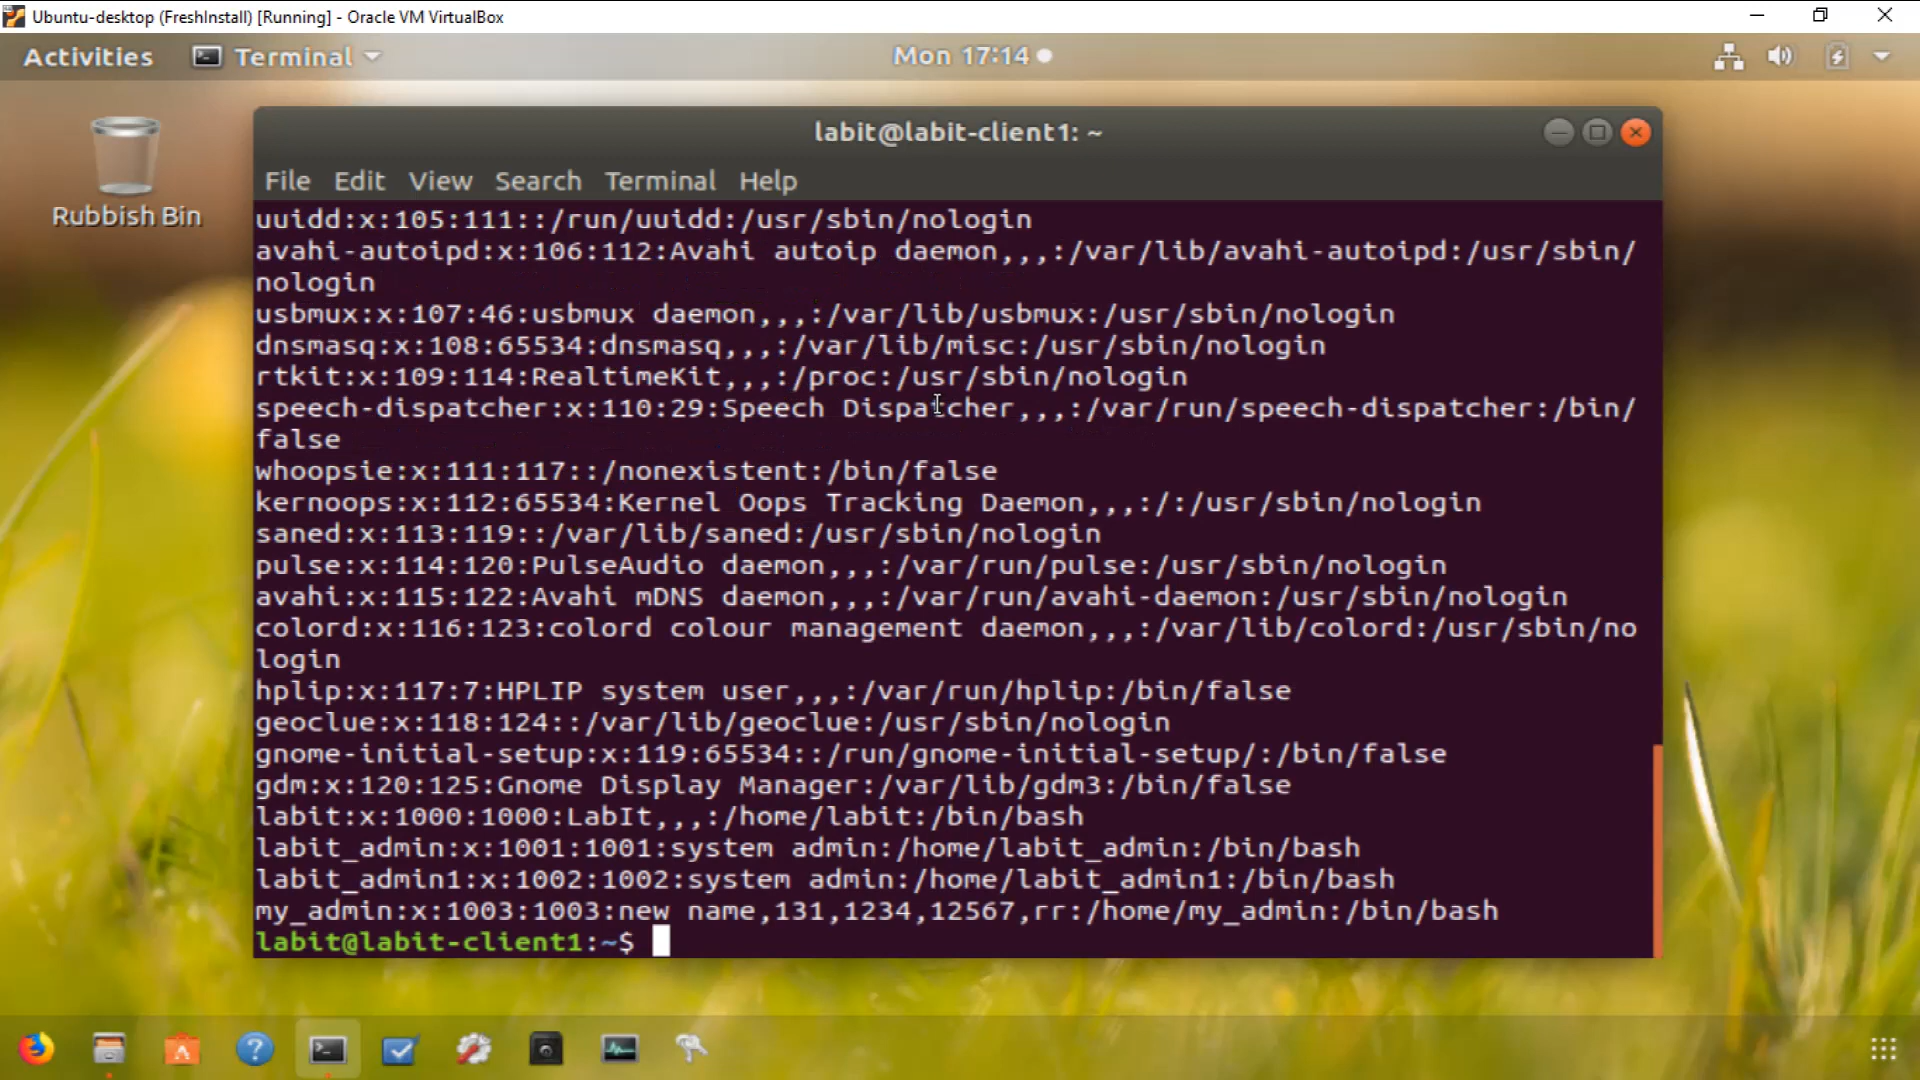 Ubuntu-desktop (FreshInstall) [Running] - Oracle VM VirtualBox
Activities Terminal Mon 17:14
Rubbish Bin
labit@labit-client1: ~
File Edit View Search Terminal Help
uuidd:x:105:111::/run/uuidd:/usr/sbin/nologin
avahi-autoipd:x:106:112:Avahi autoip daemon,,,:/var/lib/avahi-autoipd:/usr/sbin/
nologin
usbmux:x:107:46:usbmux daemon,,,:/var/lib/usbmux:/usr/sbin/nologin
dnsmasq:x:108:65534:dnsmasq,,,:/var/lib/misc:/usr/sbin/nologin
rtkit:x:109:114:RealtimeKit,,,:/proc:/usr/sbin/nologin
speech-dispatcher:x:110:29:Speech Dispatcher,,,:/var/run/speech-dispatcher:/bin/
false
whoopsie:x:111:117::/nonexistent:/bin/false
kernoops:x:112:65534:Kernel Oops Tracking Daemon,,,:/:/usr/sbin/nologin
saned:x:113:119::/var/lib/saned:/usr/sbin/nologin
pulse:x:114:120:PulseAudio daemon,,,:/var/run/pulse:/usr/sbin/nologin
avahi:x:115:122:Avahi mDNS daemon,,,:/var/run/avahi-daemon:/usr/sbin/nologin
colord:x:116:123:colord colour management daemon,,,:/var/lib/colord:/usr/sbin/no
login
hplip:x:117:7:HPLIP system user,,,:/var/run/hplip:/bin/false
geoclue:x:118:124::/var/lib/geoclue:/usr/sbin/nologin
gnome-initial-setup:x:119:65534::/run/gnome-initial-setup/:/bin/false
gdm:x:120:125:Gnome Display Manager:/var/lib/gdm3:/bin/false
labit:x:1000:1000:LabIt,,,:/home/labit:/bin/bash
labit_admin:x:1001:1001:system admin:/home/labit_admin:/bin/bash
labit_admin1:x:1002:1002:system admin:/home/labit_admin1:/bin/bash
my_admin:x:1003:1003:new name,131,1234,12567,rr:/home/my_admin:/bin/bash
labit@labit-client1:~$